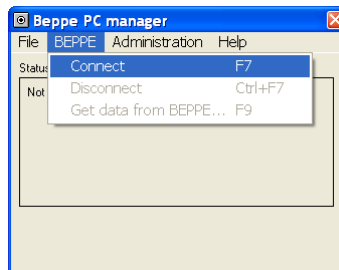 Beppe PC manager
File BEPPE Administration Help
Status
Connect F7
Not
Disconnect Ctrl+F7
Get data from BEPPE... F9